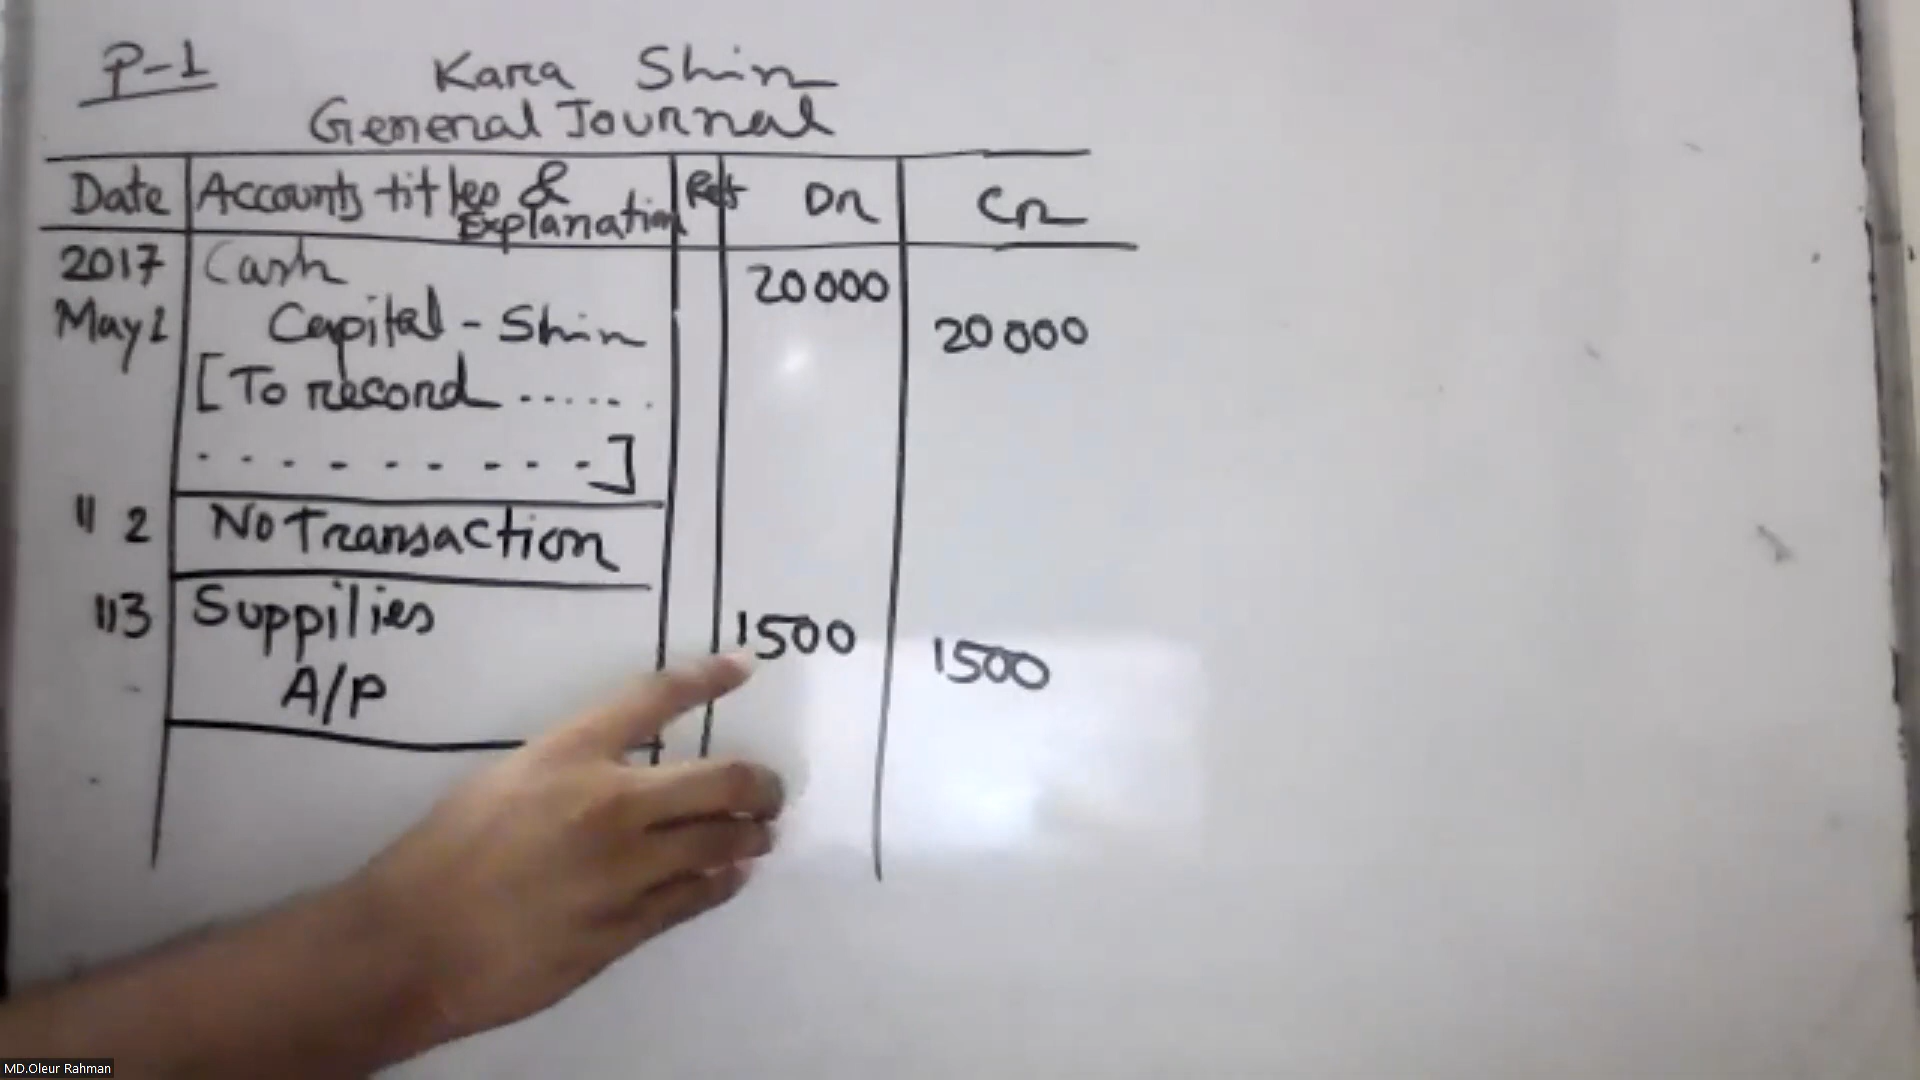 P-1 Kara Shin
General Journal
Date Accounts titles & Explanation Ref Dr Cr
2017 Cash 20000
May 1 Capital - Shin 20000
[To record ......
. . . . . . . . . .]
" 2 No Transaction
" 3 Suppilies 1500
A/P 1500
MD.Oleur Rahman